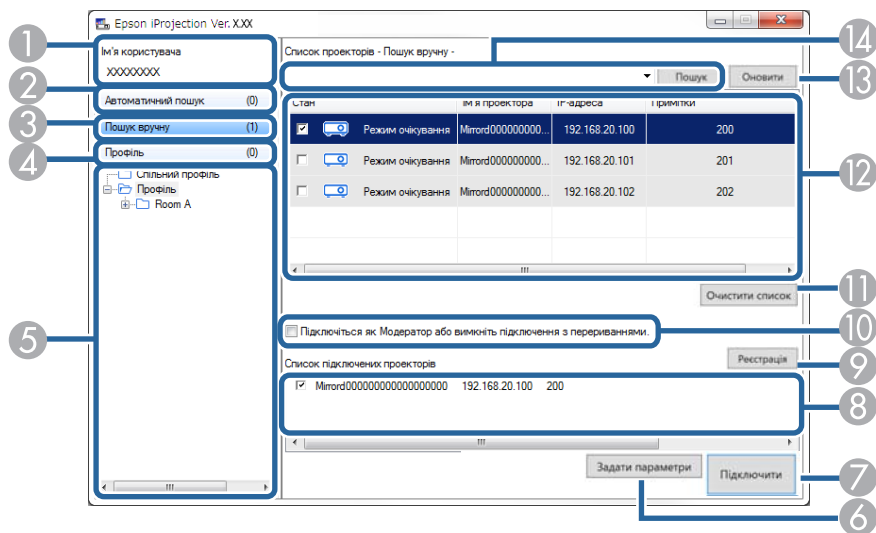 Epson iProjection Ver. X.XX
1
Ім'я користувача
XXXXXXXX
2
Автоматичний пошук (0)
3
Пошук вручну (1)
4
Профіль (0)
Спільний профіль
Профіль
Room A
5
Список проекторів - Пошук вручну -
14
Пошук
Оновити
13
Стан Ім'я проектора IP-адреса Примітки
Режим очікування Mirrord000000000... 192.168.20.100 200
Режим очікування Mirrord000000000... 192.168.20.101 201
Режим очікування Mirrord000000000... 192.168.20.102 202
12
Очистити список
11
Підключіться як Модератор або вимкніть підключення з перериваннями.
10
Список підключених проекторів
Реєстрація
9
Mirrord000000000000000000 192.168.20.100 200
8
Задати параметри
Підключити
7
6